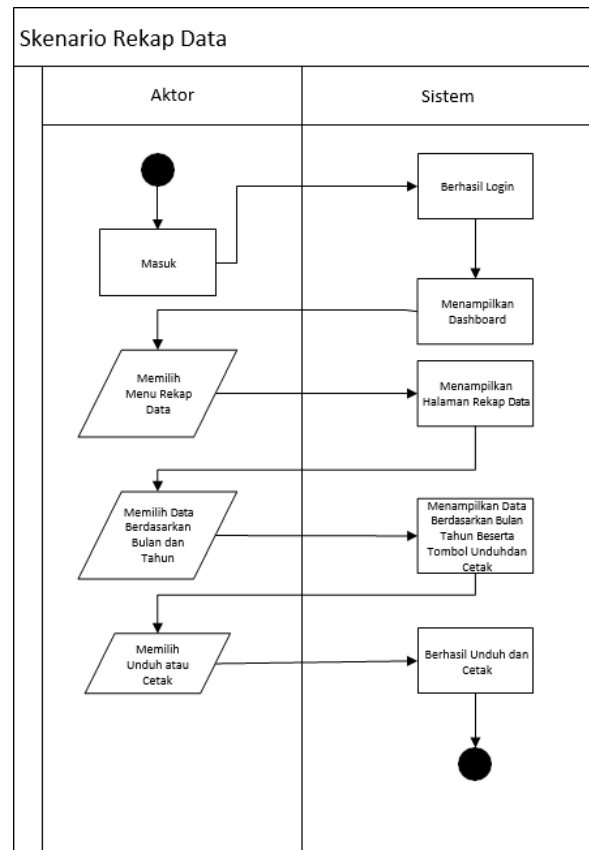 Skenario Rekap Data
Aktor
Sistem
Berhasil Login
Masuk
Menampilkan
Dashboard
Memilih
Menu Rekap
Data
Menampilkan
Halaman Rekap Data
Memilih Data
Berdasarkan
Bulan dan
Tahun
Menampilkan Data
Berdasarkan Bulan
Tahun Beserta
Tombol Unduhdan
Cetak
Memilih
Unduh atau
Cetak
Berhasil Unduh dan
Cetak